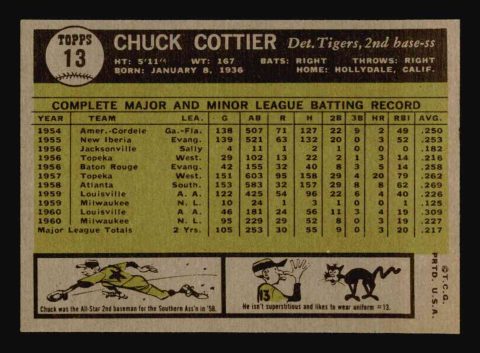 TOPPS
13
CHUCK COTTIER Det. Tigers, 2nd base-ss
HT: 5'11¼ WT: 167 BATS: RIGHT THROWS: RIGHT
BORN: JANUARY 8, 1936 HOME: HOLLYDALE, CALIF.
COMPLETE MAJOR AND MINOR LEAGUE BATTING RECORD
YEAR TEAM LEA. G AB R H 2B 3B HR RBI AVG.
1954 Amer.-Cordele Ga.-Fla. 138 507 71 127 22 9 2 49 .250
1955 New Iberia Evang. 139 521 63 132 20 0 3 52 .253
1956 Jacksonville Sally 4 11 1 2 1 0 0 0 .182
1956 Topeka West. 29 102 13 22 2 1 3 14 .216
1956 Baton Rouge Evang. 42 155 32 40 8 3 5 14 .258
1957 Topeka West. 151 603 95 158 29 4 20 79 .262
1958 Atlanta South. 153 583 32 157 29 8 8 62 .269
1959 Louisville A. A. 122 425 54 96 22 6 4 40 .226
1959 Milwaukee N. L. 10 24 1 3 1 0 0 1 .125
1960 Louisville A. A. 46 181 24 56 11 3 4 19 .309
1960 Milwaukee N. L. 95 229 29 52 8 0 3 19 .227
Major League Totals 2 Yrs. 105 253 30 55 9 0 3 20 .217
Chuck was the All-Star 2nd baseman for the Southern Ass'n in '58.
13
He isn't superstitious and likes to wear uniform #13.
©T.C.G.
PRTD. U.S.A.